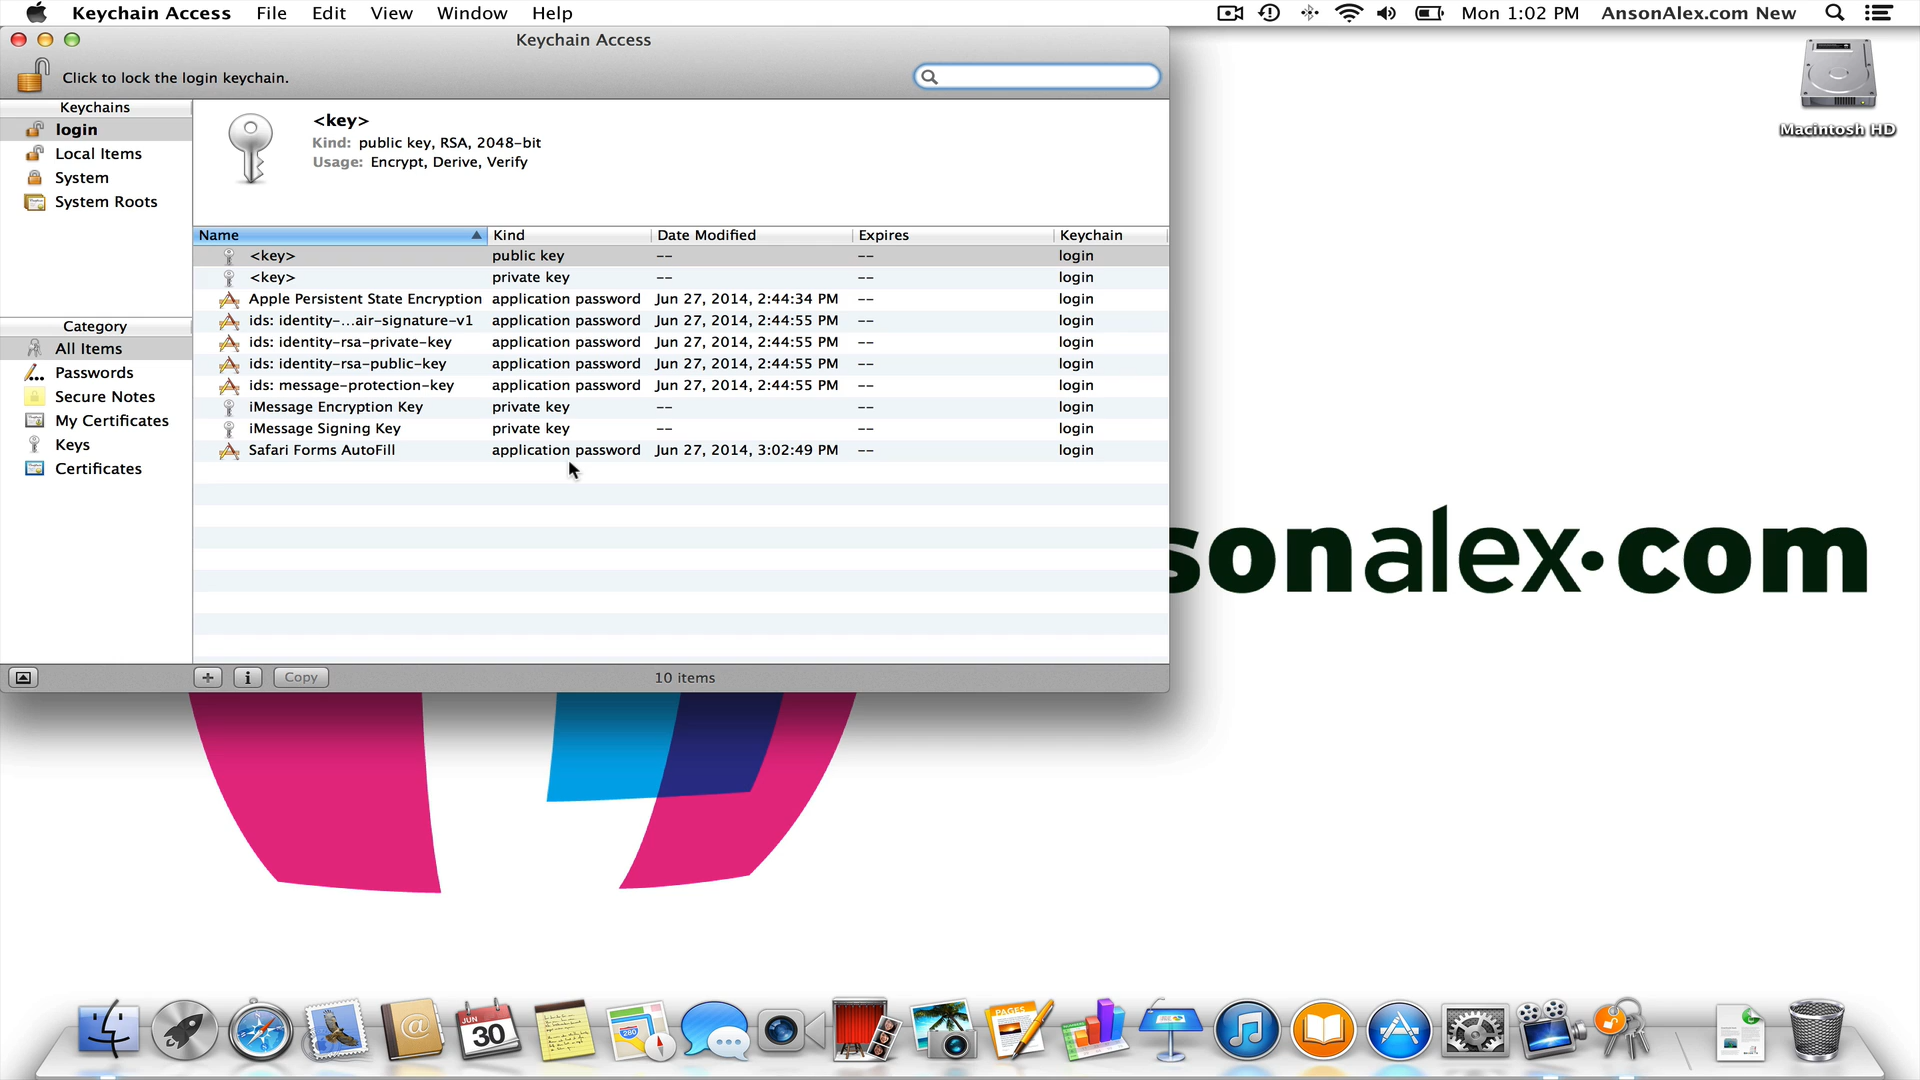 Keychain Access File Edit View Window Help Mon 1:02 PM AnsonAlex.com New
Keychain Access
Click to lock the login keychain.
Macintosh HD
Keychains
login
Local Items
System
System Roots
<key>
Kind: public key, RSA, 2048-bit
Usage: Encrypt, Derive, Verify
Name Kind Date Modified Expires Keychain
<key> public key -- -- login
<key> private key -- -- login
Apple Persistent State Encryption application password Jun 27, 2014, 2:44:34 PM -- login
ids: identity-...air-signature-v1 application password Jun 27, 2014, 2:44:55 PM -- login
ids: identity-rsa-private-key application password Jun 27, 2014, 2:44:55 PM -- login
ids: identity-rsa-public-key application password Jun 27, 2014, 2:44:55 PM -- login
ids: message-protection-key application password Jun 27, 2014, 2:44:55 PM -- login
iMessage Encryption Key private key -- -- login
iMessage Signing Key private key -- -- login
Safari Forms AutoFill application password Jun 27, 2014, 3:02:49 PM -- login
Category
All Items
Passwords
Secure Notes
My Certificates
Keys
Certificates
sonalex.com
Copy
10 items
JUN
30
PAGES
280